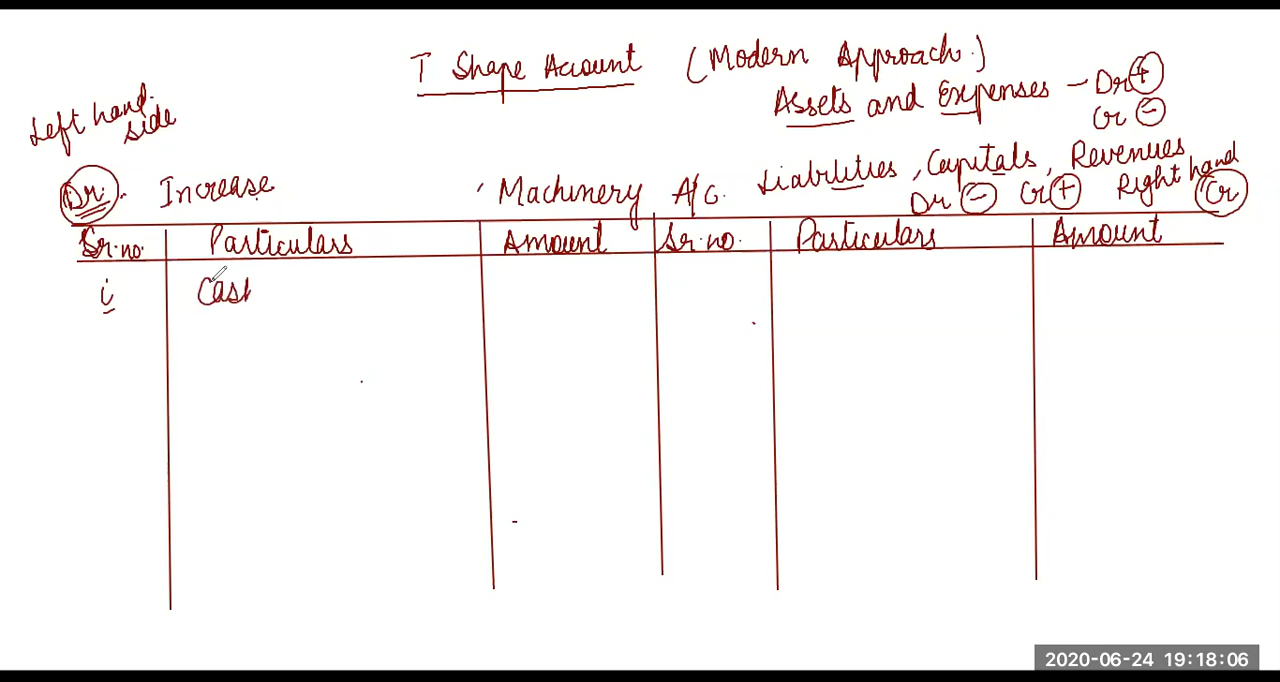 T Shape Account (Modern Approach.)
Assets and Expenses - Dr +
Cr -
Left hand.
side
Liabilities, Capitals, Revenues
Dr - Cr + Right hand
Dr. Increase Machinery A/C. Cr
Sr.no. Particulars Amount Sr.no. Particulars Amount
i Cash
2020-06-24 19:18:06